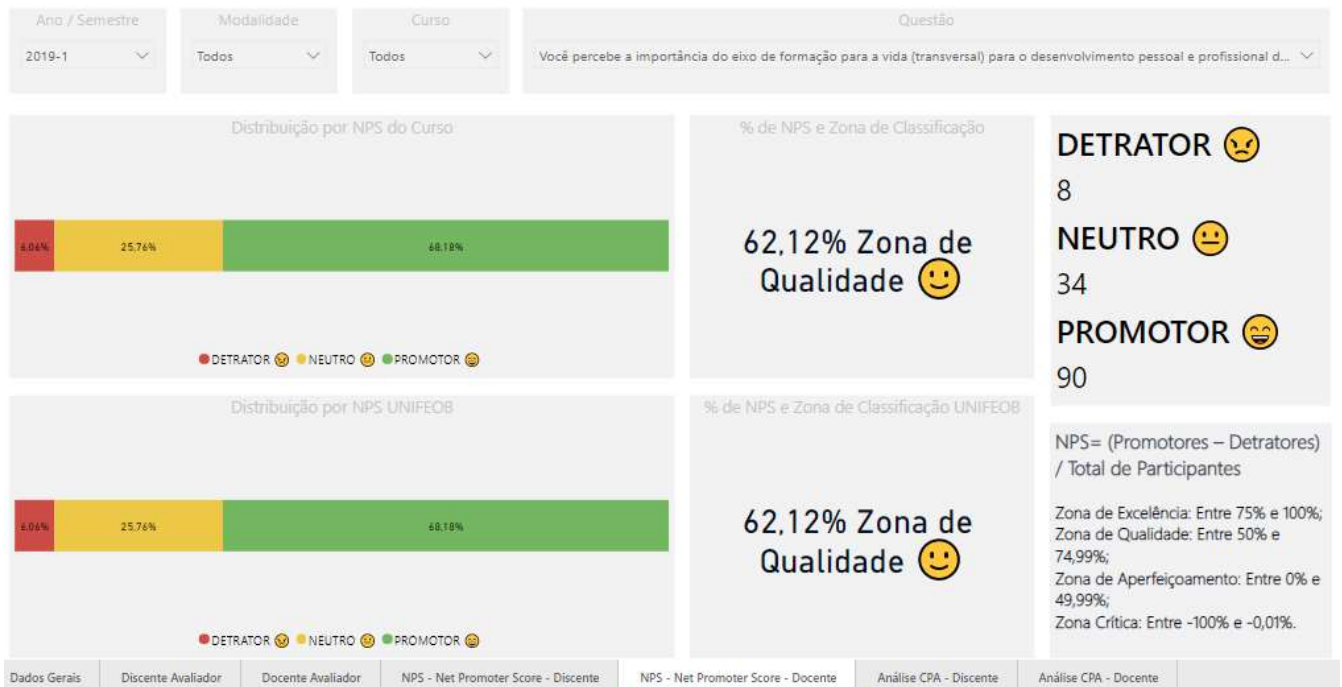 Ano / Semestre
2019-1
Modalidade
Todos
Curso
Todos
Questão
Você percebe a importância do eixo de formação para a vida (transversal) para o desenvolvimento pessoal e profissional d...
Distribuição por NPS do Curso
6,06%
25,76%
68,18%
DETRATOR 😠 NEUTRO 😐 PROMOTOR 😄
% de NPS e Zona de Classificação
62,12% Zona de
Qualidade 🙂
DETRATOR 😠
8
NEUTRO 😐
34
PROMOTOR 😄
90
Distribuição por NPS UNIFEOB
6,06%
25,76%
68,18%
DETRATOR 😠 NEUTRO 😐 PROMOTOR 😄
% de NPS e Zona de Classificação UNIFEOB
62,12% Zona de
Qualidade 🙂
NPS= (Promotores – Detratores)
/ Total de Participantes
Zona de Excelência: Entre 75% e 100%;
Zona de Qualidade: Entre 50% e
74,99%;
Zona de Aperfeiçoamento: Entre 0% e
49,99%;
Zona Crítica: Entre -100% e -0,01%.
Dados Gerais
Discente Avaliador
Docente Avaliador
NPS - Net Promoter Score - Discente
NPS - Net Promoter Score - Docente
Análise CPA - Discente
Análise CPA - Docente